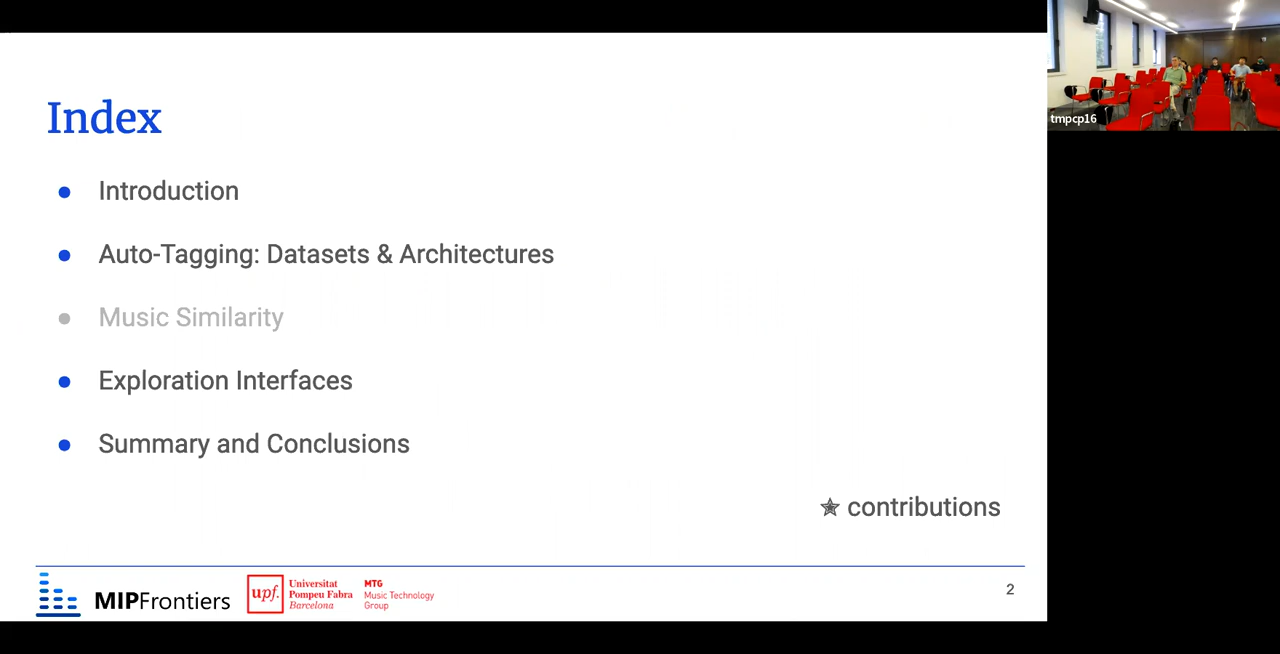 Index
Introduction
Auto-Tagging: Datasets & Architectures
Music Similarity
Exploration Interfaces
Summary and Conclusions
✭ contributions
MIPFrontiers
upf.
Universitat
Pompeu Fabra
Barcelona
MTG
Music Technology
Group
2
tmpcp16